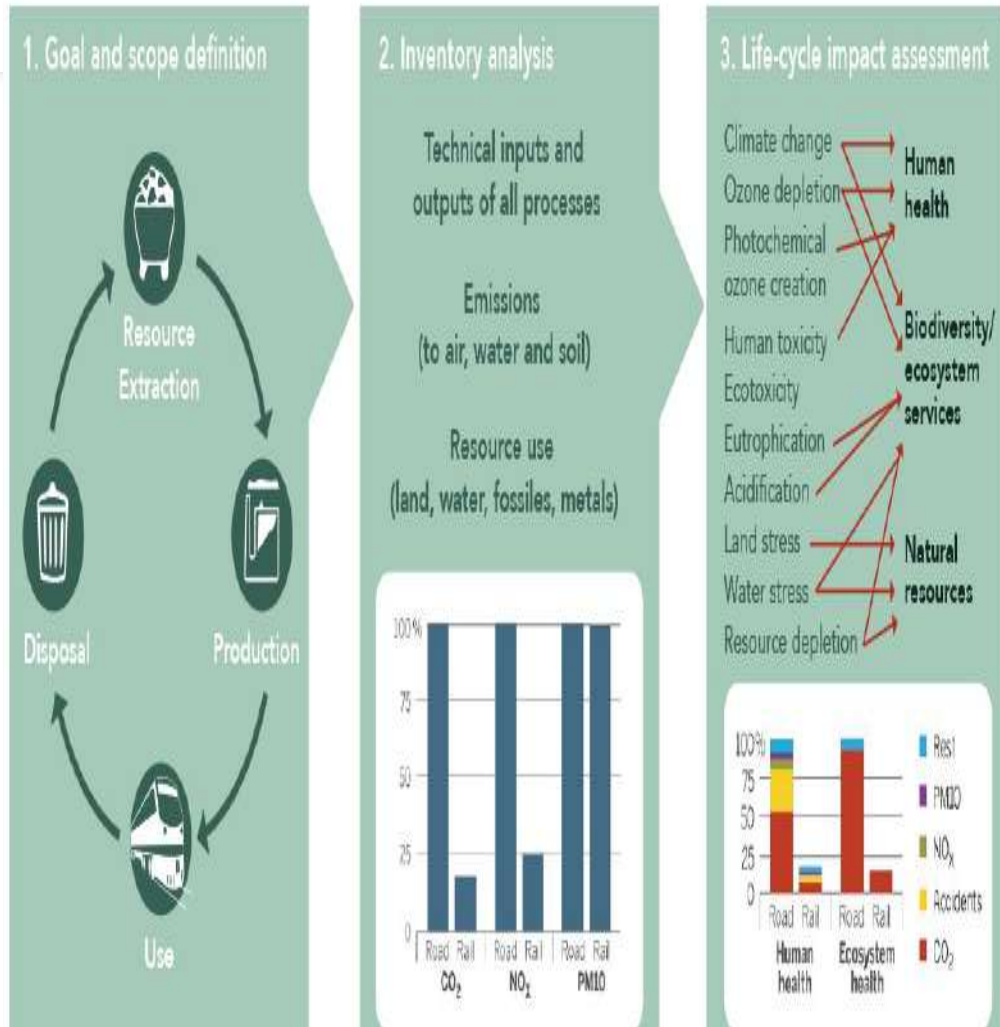 1. Goal and scope definition
Resource
Extraction
Disposal
Production
Use
2. Inventory analysis
Technical inputs and
outputs of all processes
Emissions
(to air, water and soil)
Resource use
(land, water, fossiles, metals)
100%
75
50
25
0
Road Rail Road Rail Road Rail
CO₂ NOₓ PM10
3. Life-cycle impact assessment
Climate change
Ozone depletion
Photochemical
ozone creation
Human toxicity
Ecotoxicity
Eutrophication
Acidification
Land stress
Water stress
Resource depletion
Human
health
Biodiversity/
ecosystem
services
Natural
resources
100%
75
50
25
0
Road Rail Road Rail
Human Ecosystem
health health
Rest
PM10
NOₓ
Accidents
CO₂